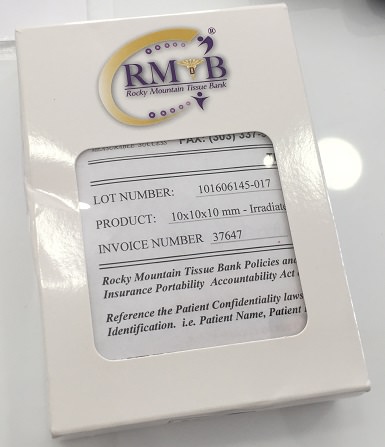 RMTB
Rocky Mountain Tissue Bank
FAX: (303) 337-
LOT NUMBER: 101606145-017
PRODUCT: 10x10x10 mm - Irradiate
INVOICE NUMBER 37647
Rocky Mountain Tissue Bank Policies and
Insurance Portability Accountability Act
Reference the Patient Confidentiality laws
Identification. i.e. Patient Name, Patient